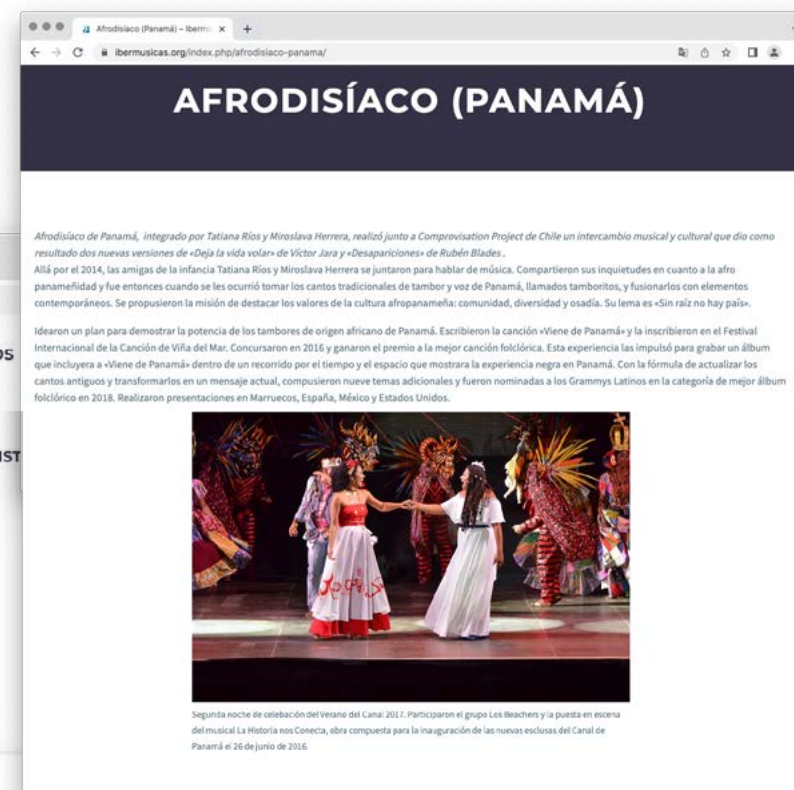 Afrodisíaco (Panamá) – Iberm
ibermusicas.org/index.php/afrodisiaco-panama/
AFRODISÍACO (PANAMÁ)
Afrodisíaco de Panamá, integrado por Tatiana Ríos y Miroslava Herrera, realizó junto a Comprovisation Project de Chile un intercambio musical y cultural que dio como
resultado dos nuevas versiones de «Deja la vida volar» de Víctor Jara y «Desapariciones» de Rubén Blades .
Allá por el 2014, las amigas de la infancia Tatiana Ríos y Miroslava Herrera se juntaron para hablar de música. Compartieron sus inquietudes en cuanto a la afro
panameñidad y fue entonces cuando se les ocurrió tomar los cantos tradicionales de tambor y voz de Panamá, llamados tamboritos, y fusionarlos con elementos
contemporáneos. Se propusieron la misión de destacar los valores de la cultura afropanameña: comunidad, diversidad y osadía. Su lema es «Sin raíz no hay país».
Idearon un plan para demostrar la potencia de los tambores de origen africano de Panamá. Escribieron la canción «Viene de Panamá» y la inscribieron en el Festival
Internacional de la Canción de Viña del Mar. Concursaron en 2016 y ganaron el premio a la mejor canción folclórica. Esta experiencia las impulsó para grabar un álbum
que incluyera a «Viene de Panamá» dentro de un recorrido por el tiempo y el espacio que mostrara la experiencia negra en Panamá. Con la fórmula de actualizar los
cantos antiguos y transformarlos en un mensaje actual, compusieron nueve temas adicionales y fueron nominadas a los Grammys Latinos en la categoría de mejor álbum
folclórico en 2018. Realizaron presentaciones en Marruecos, España, México y Estados Unidos.
OS
IST
Segunda noche de celebación del Verano del Canal 2017. Participaron el grupo Los Beachers y la puesta en escena
del musical La Historia nos Conecta, obra compuesta para la inauguración de las nuevas esclusas del Canal de
Panamá el 26 de junio de 2016.